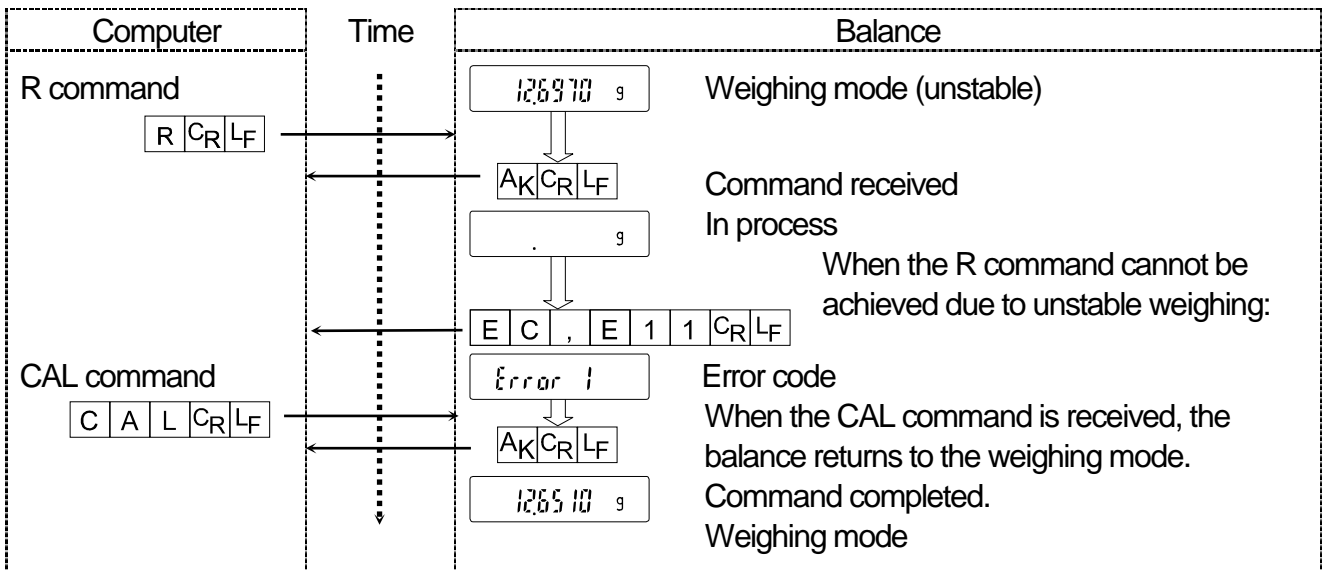 Computer Time Balance
R command
12.6970 g Weighing mode (unstable)
R CR LF
AK CR LF Command received
. g In process
When the R command cannot be
achieved due to unstable weighing:
E C , E 1 1 CR LF
CAL command
Error 1 Error code
C A L CR LF When the CAL command is received, the
AK CR LF balance returns to the weighing mode.
12.6510 g Command completed.
Weighing mode